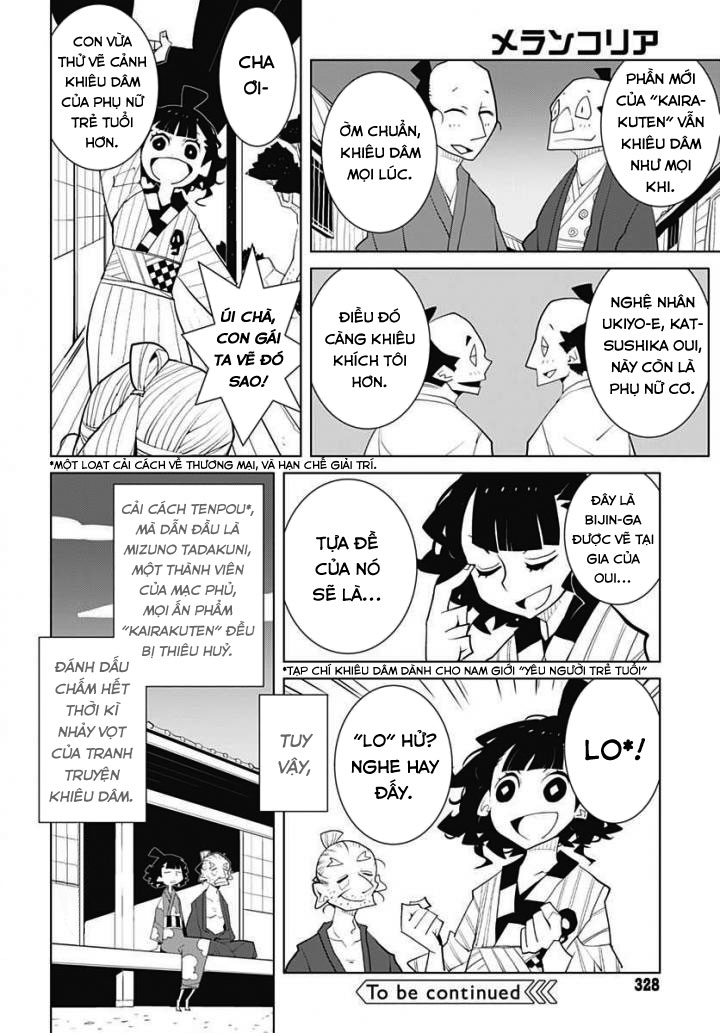 メランコリア
PHẦN MỚI
CỦA "KAIRA-
KUTEN" VẪN
KHIÊU DÂM
NHƯ MỌI
KHI.
ỜM CHUẨN,
KHIÊU DÂM
MỌI LÚC.
NGHỆ NHÂN
UKIYO-E, KAT-
SUSHIKA OUI,
NÀY CÒN LÀ
PHỤ NỮ CƠ.
ĐIỀU ĐÓ
CÀNG KHIÊU
KHÍCH TÔI
HƠN.
CHA
ƠI-
CON VỪA
THỬ VẼ CẢNH
KHIÊU DÂM
CỦA PHỤ NỮ
TRẺ TUỔI
HƠN.
ÚI CHÀ,
CON GÁI
TA VẼ ĐÓ
SAO!
*MỘT LOẠT CẢI CÁCH VỀ THƯƠNG MẠI, VÀ HẠN CHẾ GIẢI TRÍ.
ĐÂY LÀ
BIJIN-GA
ĐƯỢC VẼ TẠI
GIA CỦA
OUI...
TỰA ĐỀ
CỦA NÓ
SẼ LÀ...
*TẠP CHÍ KHIÊU DÂM DÀNH CHO NAM GIỚI "YÊU NGƯỜI TRẺ TUỔI"
LO*!
"LO" HỬ?
NGHE HAY
ĐẤY.
TUY
VẬY,
CẢI CÁCH TENPOU*,
MÀ DẪN ĐẦU LÀ
MIZUNO TADAKUNI,
MỘT THÀNH VIÊN
CỦA MẠC PHỦ,
MỌI ẤN PHẨM
"KAIRAKUTEN" ĐỀU
BỊ THIÊU HUỶ.
ĐÁNH DẤU
CHẤM HẾT
THỜI KÌ
NHẢY VỌT
CỦA TRANH
TRUYỆN
KHIÊU DÂM.
To be continued
328